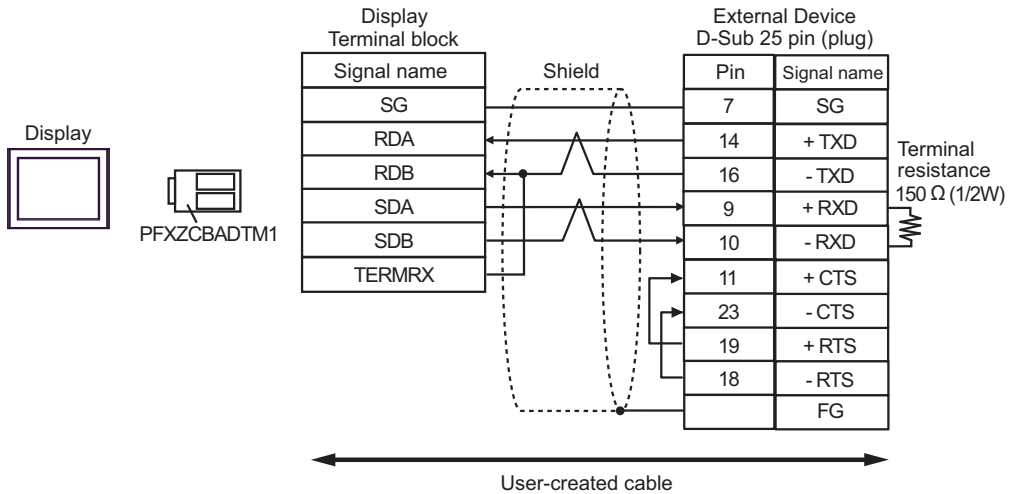 Display
Terminal block
External Device
D-Sub 25 pin (plug)
Signal name
Shield
Pin
Signal name
SG
7
SG
Display
RDA
14
+ TXD
Terminal
resistance
150 Ω (1/2W)
RDB
16
- TXD
SDA
9
+ RXD
PFXZCBADTM1
SDB
10
- RXD
TERMRX
11
+ CTS
23
- CTS
19
+ RTS
18
- RTS
FG
User-created cable